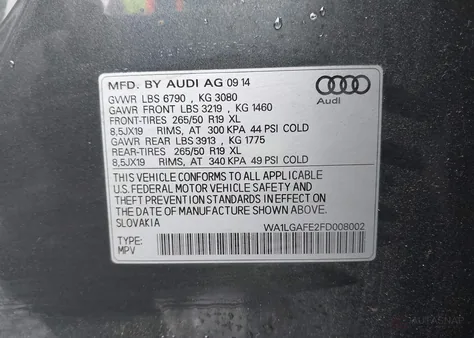 MFD. BY AUDI AG 09 14
GVWR LBS 6790 , KG 3080
GAWR FRONT LBS 3219 , KG 1460
FRONT-TIRES 265/50 R19 XL
8,5JX19 RIMS, AT 300 KPA 44 PSI COLD
GAWR REAR LBS 3913 , KG 1775
REAR-TIRES 265/50 R19 XL
8,5JX19 RIMS, AT 340 KPA 49 PSI COLD
Audi
THIS VEHICLE CONFORMS TO ALL APPLICABLE
U.S. FEDERAL MOTOR VEHICLE SAFETY AND
THEFT PREVENTION STANDARDS IN EFFECT ON
THE DATE OF MANUFACTURE SHOWN ABOVE.
SLOVAKIA
WA1LGAFE2FD008002
TYPE:
MPV